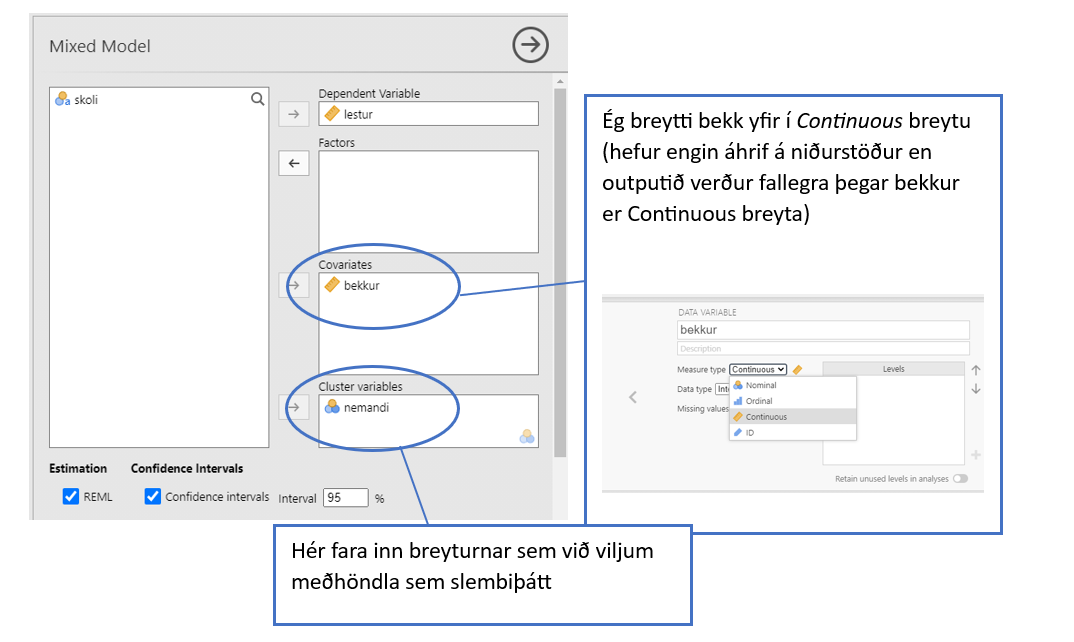 Mixed Model
skoli
Dependent Variable
lestur
Factors
Covariates
bekkur
Cluster variables
nemandi
Estimation
Confidence Intervals
REML
Confidence intervals
Interval
95
%
Ég breytti bekk yfir í Continuous breytu
(hefur engin áhrif á niðurstöður en
outputið verður fallegra þegar bekkur
er Continuous breyta)
DATA VARIABLE
bekkur
Description
Measure type
Continuous
Levels
Data type
Int
Missing values
Nominal
Ordinal
Continuous
ID
Retain unused levels in analyses
Hér fara inn breyturnar sem við viljum
meðhöndla sem slembiþátt